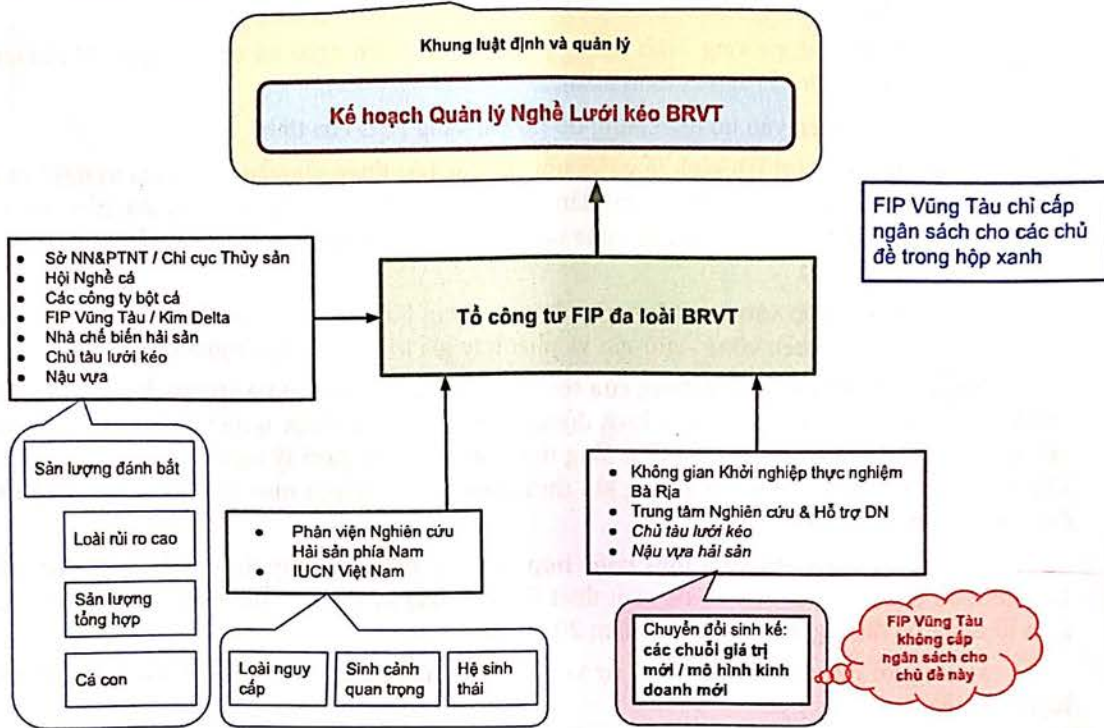 Khung luật định và quản lý
Kế hoạch Quản lý Nghề Lưới kéo BRVT
FIP Vũng Tàu chỉ cấp
ngân sách cho các chủ
đề trong hộp xanh
• Sở NN&PTNT / Chi cục Thủy sản
• Hội Nghề cá
• Các công ty bột cá
• FIP Vũng Tàu / Kim Delta
• Nhà chế biến hải sản
• Chủ tàu lưới kéo
• Nậu vựa
Tổ công tư FIP đa loài BRVT
Sản lượng đánh bắt
Loài rủi ro cao
Sản lượng
tổng hợp
Cá con
• Phân viện Nghiên cứu
Hải sản phía Nam
• IUCN Việt Nam
Loài nguy
cấp
Sinh cảnh
quan trọng
Hệ sinh
thái
• Không gian Khởi nghiệp thực nghiệm
Bà Rịa
• Trung tâm Nghiên cứu & Hỗ trợ DN
• Chủ tàu lưới kéo
• Nậu vựa hải sản
Chuyển đổi sinh kế:
các chuỗi giá trị
mới / mô hình kinh
doanh mới
FIP Vũng Tàu
không cấp
ngân sách cho
chủ đề này